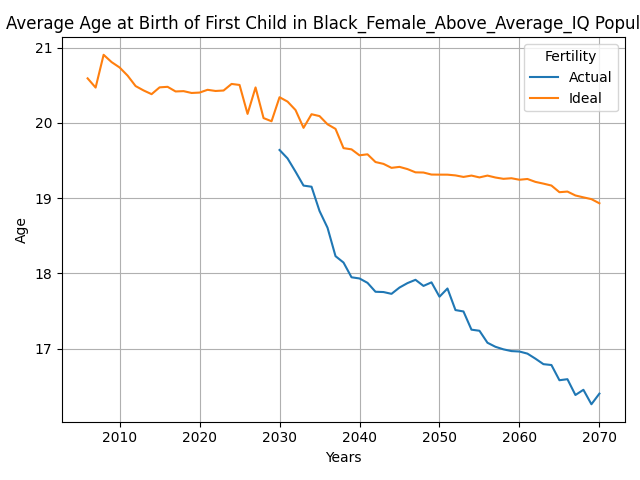 Average Age at Birth of First Child in Black_Female_Above_Average_IQ Popul
Fertility
Actual
Ideal
21
20
19
18
17
Age
2010 2020 2030 2040 2050 2060 2070
Years